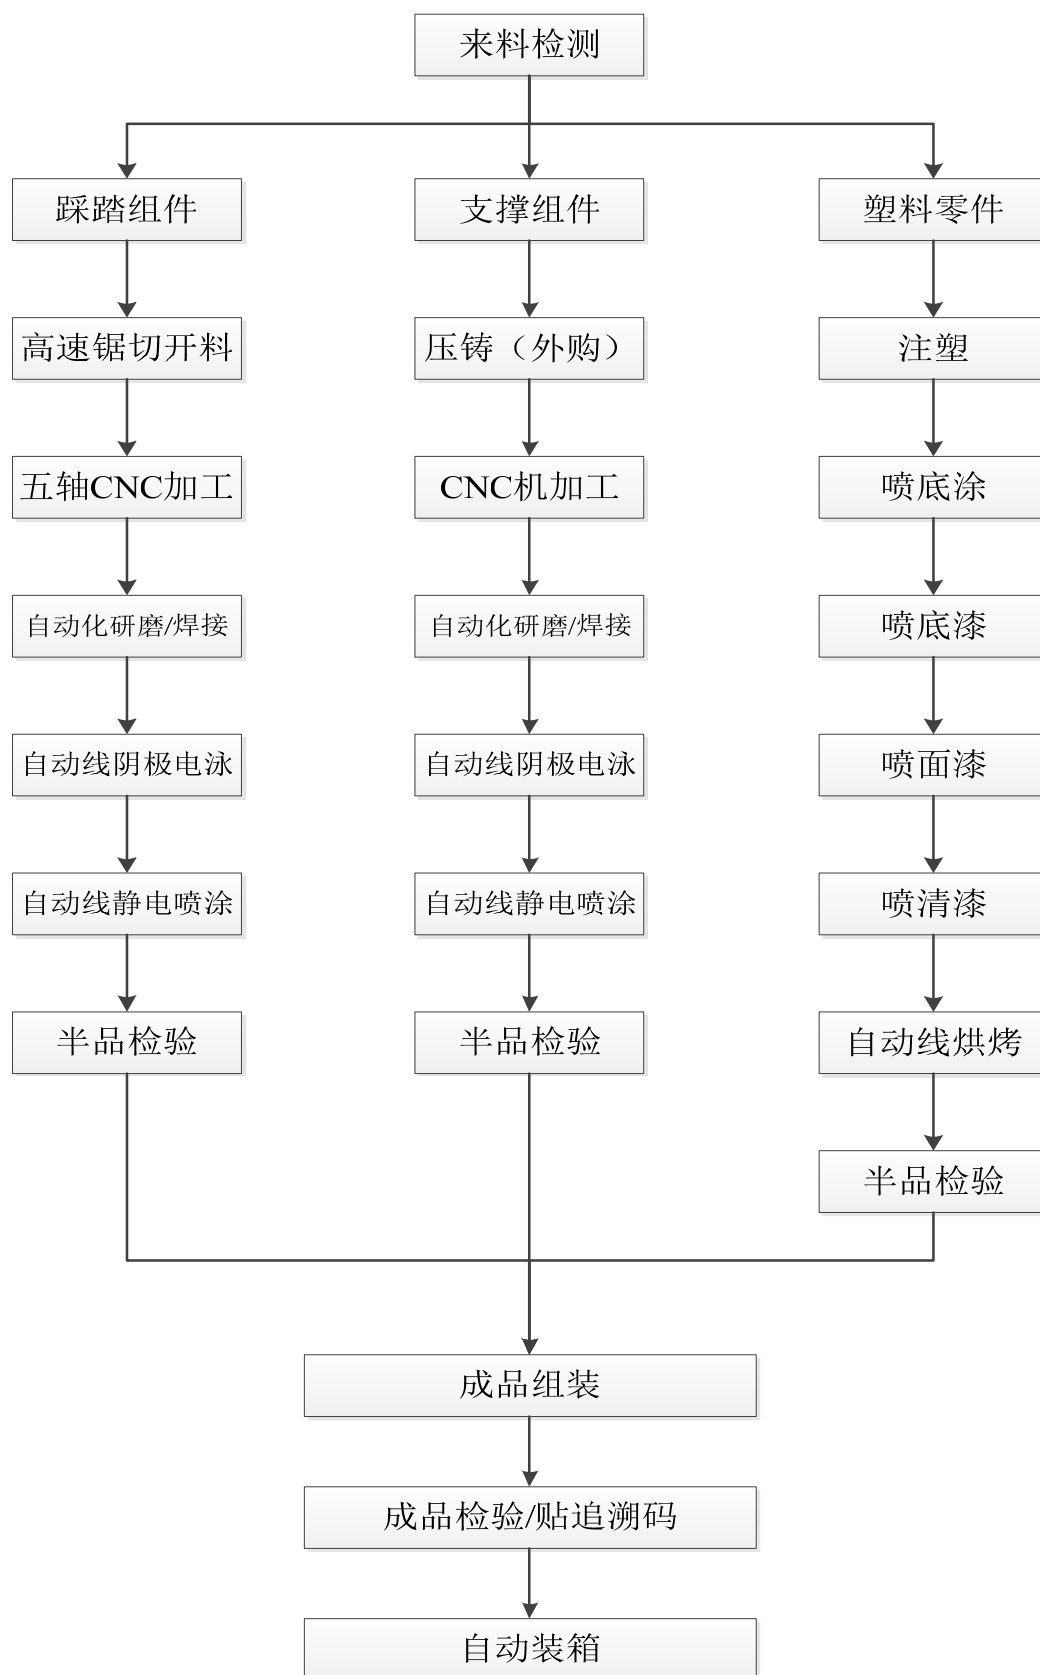 来料检测
踩踏组件
支撑组件
塑料零件
高速锯切开料
压铸（外购）
注塑
五轴CNC加工
CNC机加工
喷底涂
自动化研磨/焊接
自动化研磨/焊接
喷底漆
自动线阴极电泳
自动线阴极电泳
喷面漆
自动线静电喷涂
自动线静电喷涂
喷清漆
半品检验
半品检验
自动线烘烤
半品检验
成品组装
成品检验/贴追溯码
自动装箱